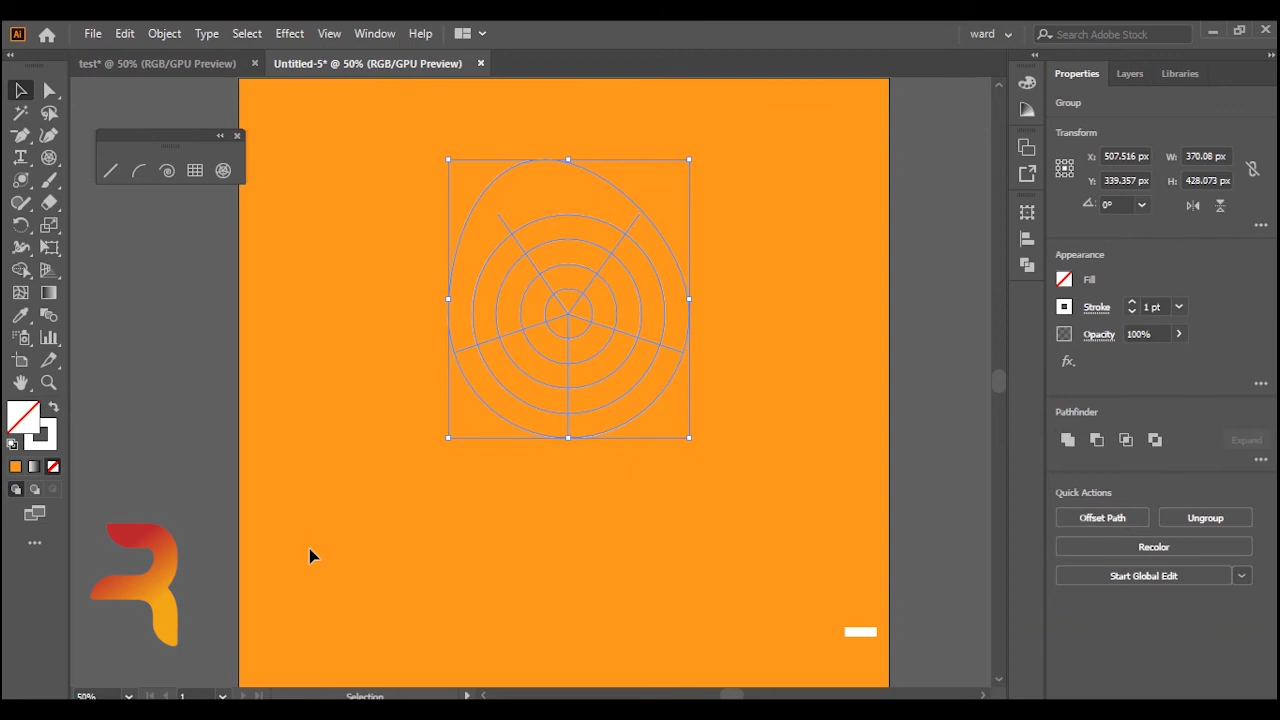 Ai File Edit Object Type Select Effect View Window Help ward Search Adobe Stock
test* @ 50% (RGB/GPU Preview) × Untitled-5* @ 50% (RGB/GPU Preview) ×
Properties Layers Libraries
Group
Transform
X: 507.516 px W: 370.08 px
Y: 339.357 px H: 428.073 px
0°
Appearance
Fill
Stroke 1 pt
Opacity 100%
fx.
Pathfinder
Expand
Quick Actions
Offset Path Ungroup
Recolor
Start Global Edit
50% 1 Selection